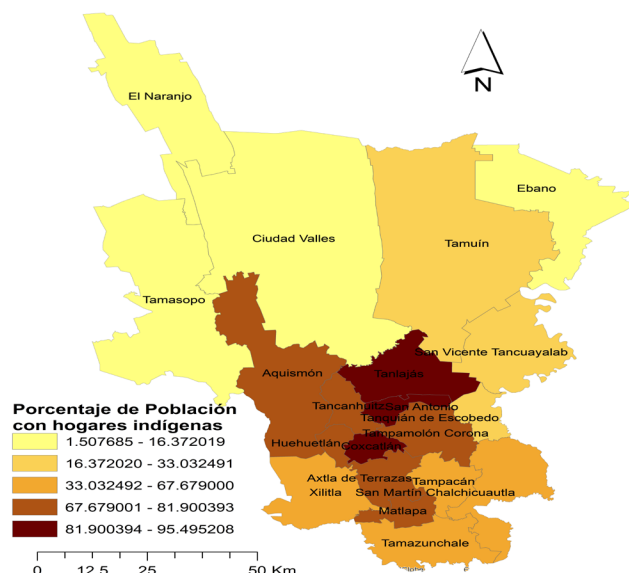 El Naranjo
N
Ebano
Ciudad Valles
Tamuín
Tamasopo
San Vicente Tancuayalab
Aquismón
Tanlajás
Tancanhuitz
San Antonio
Tanquián de Escobedo
Tampamolón Corona
Huehuetlán
Coxcatlán
Axtla de Terrazas
Tampacán
Xilitla
San Martín Chalchicuautla
Matlapa
Tamazunchale
Porcentaje de Población
con hogares indígenas
1.507685 - 16.372019
16.372020 - 33.032491
33.032492 - 67.679000
67.679001 - 81.900393
81.900394 - 95.495208
0 12.5 25 50 Km